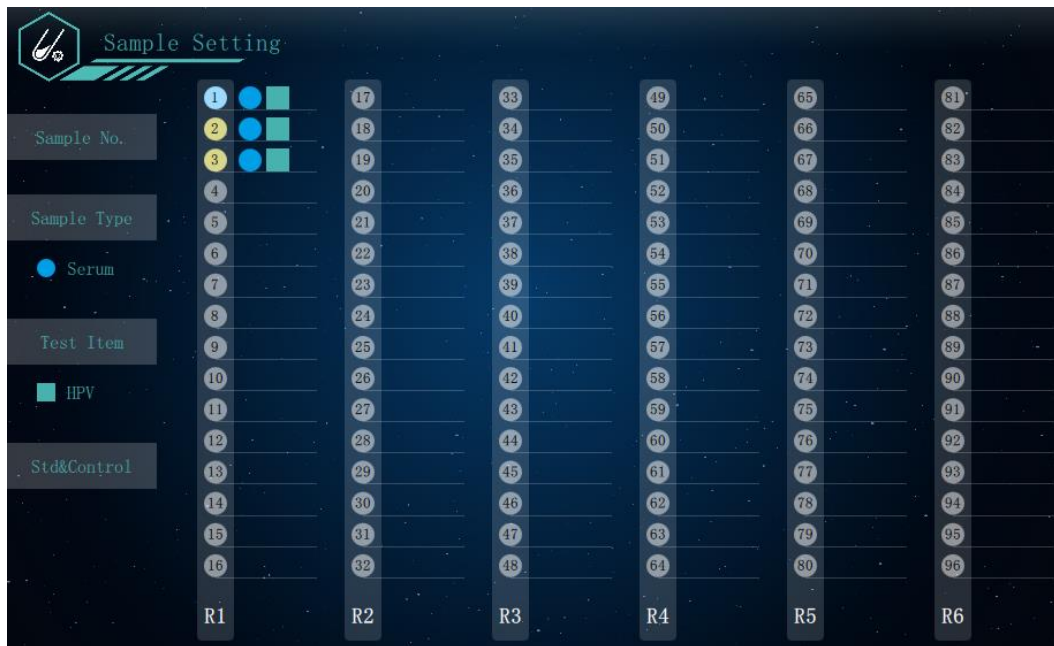 Sample Setting
Sample No.
Sample Type
Serum
Test Item
HPV
Std&Control
1 17 33 49 65 81
2 18 34 50 66 82
3 19 35 51 67 83
4 20 36 52 68 84
5 21 37 53 69 85
6 22 38 54 70 86
7 23 39 55 71 87
8 24 40 56 72 88
9 25 41 57 73 89
10 26 42 58 74 90
11 27 43 59 75 91
12 28 44 60 76 92
13 29 45 61 77 93
14 30 46 62 78 94
15 31 47 63 79 95
16 32 48 64 80 96
R1 R2 R3 R4 R5 R6